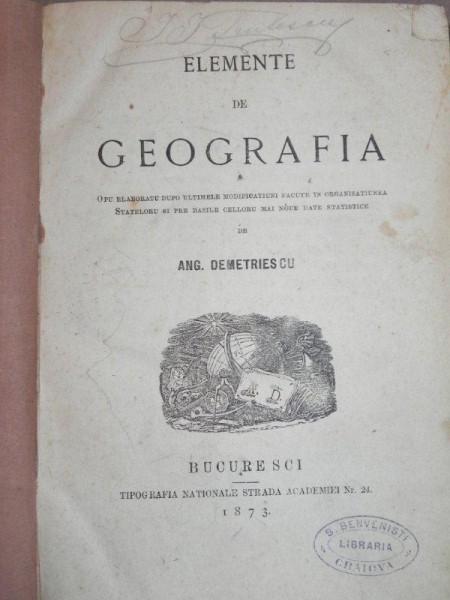 ELEMENTE
DE
GEOGRAFIA
OPU ELABORATU DUPO ULTIMELE MODIFICATIUNI FACUTE IN ORGANISATIUNEA
STATELORU SI PRE BASILE CELLORU MAI NÓUE DATE STATISTICE
DE
ANG. DEMETRIESCU
A. D.
BUCURESCI
TIPOGRAFIA NATIONALE STRADA ACADEMIEI Nr. 24.
1873.
S. BENVENISTI
LIBRARIA
CRAIOVA